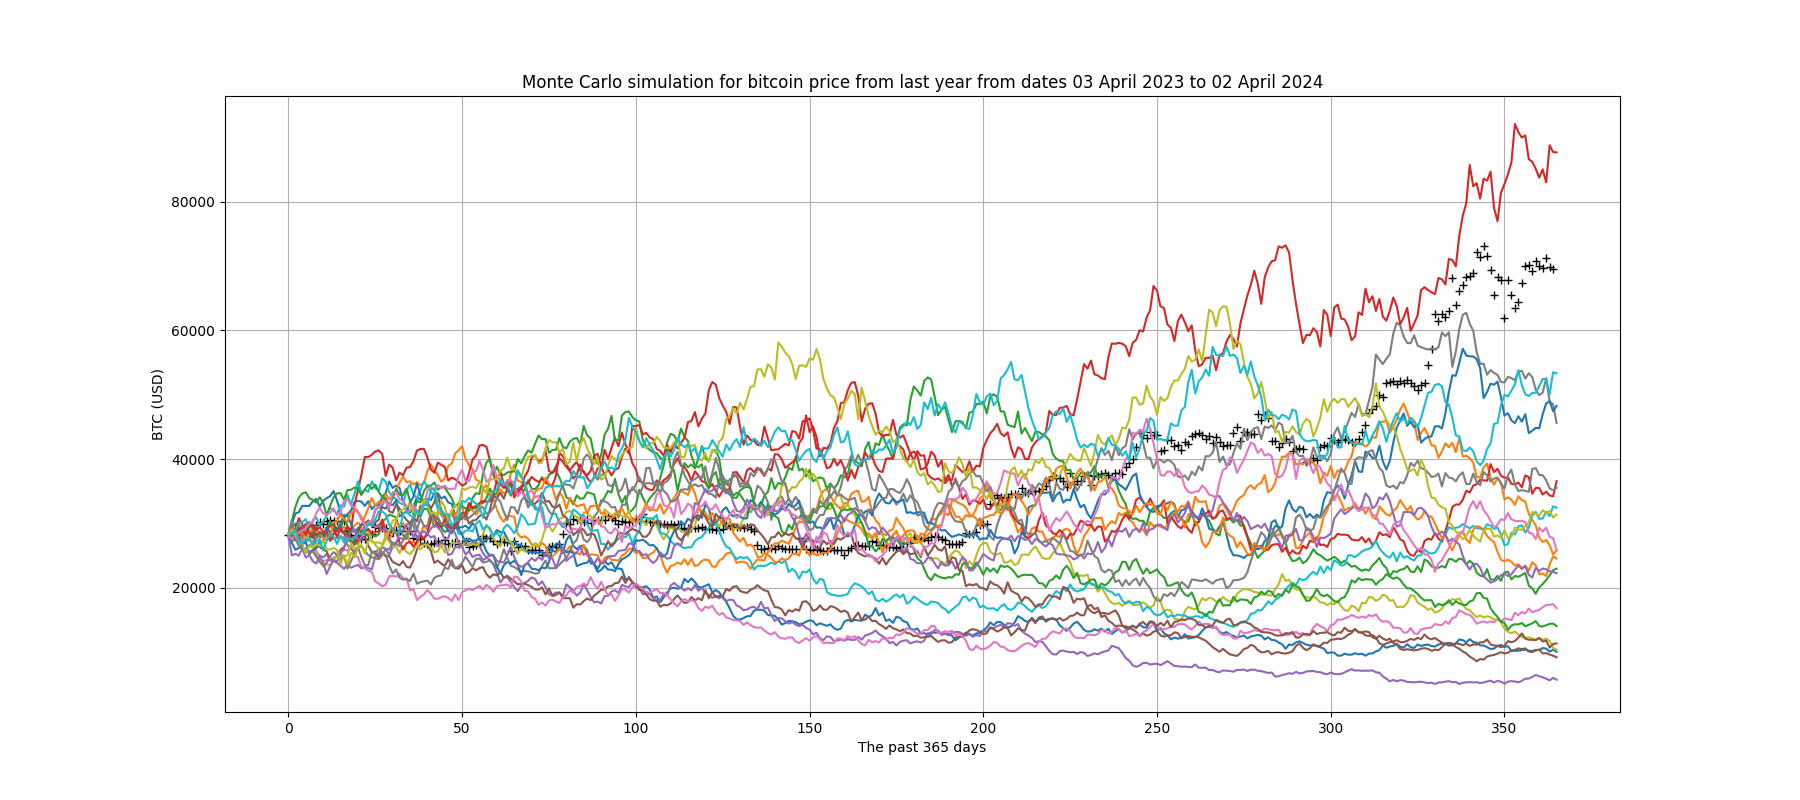 Monte Carlo simulation for bitcoin price from last year from dates 03 April 2023 to 02 April 2024
BTC (USD)
80000
60000
40000
20000
0 50 100 150 200 250 300 350
The past 365 days